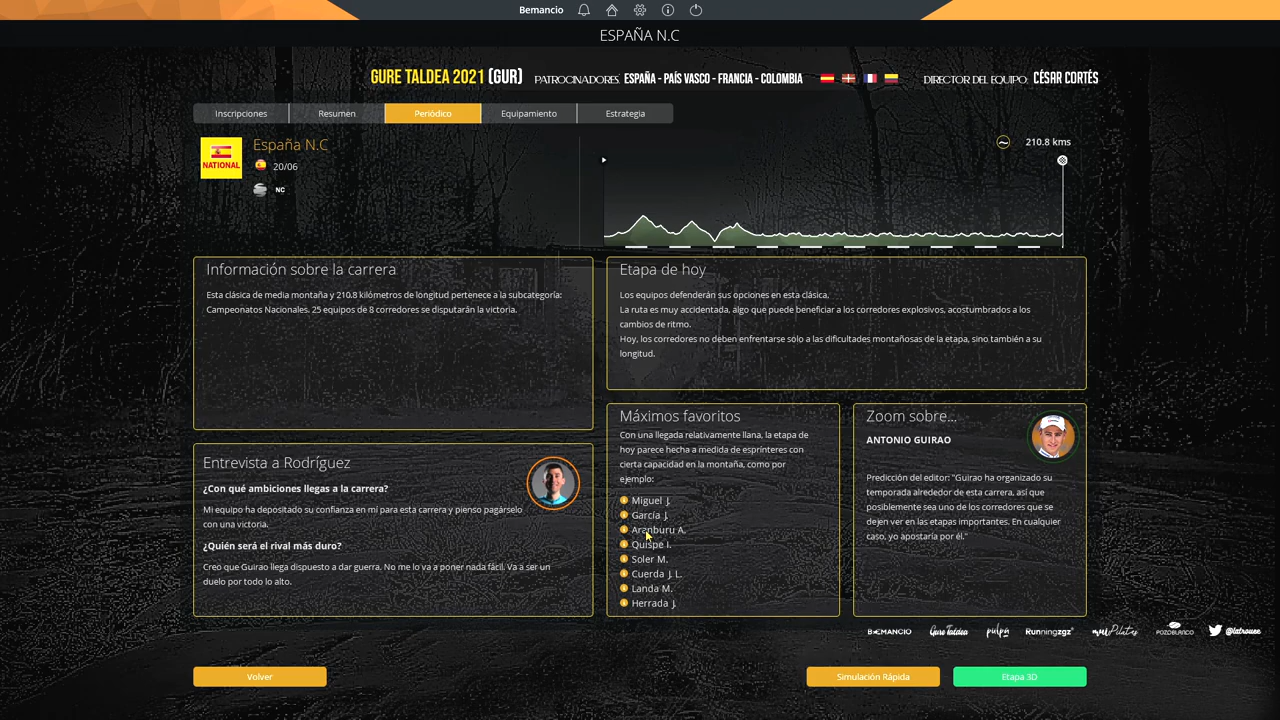 Bemancio
ESPAÑA N.C
GURE TALDEA 2021 (GUR) PATROCINADORES ESPAÑA - PAÍS VASCO - FRANCIA - COLOMBIA DIRECTOR DEL EQUIPO: CÉSAR CORTÉS
Inscripciones Resumen Periódico Equipamiento Estrategia
NATIONAL
España N.C
20/06
NC
210.8 kms
Información sobre la carrera
Esta clásica de media montaña y 210.8 kilómetros de longitud pertenece a la subcategoría:
Campeonatos Nacionales. 25 equipos de 8 corredores se disputarán la victoria.
Etapa de hoy
Los equipos defenderán sus opciones en esta clásica.
La ruta es muy accidentada, algo que puede beneficiar a los corredores explosivos, acostumbrados a los
cambios de ritmo.
Hoy, los corredores no deben enfrentarse sólo a las dificultades montañosas de la etapa, sino también a su
longitud.
Entrevista a Rodríguez
¿Con qué ambiciones llegas a la carrera?
Mi equipo ha depositado su confianza en mí para esta carrera y pienso pagárselo
con una victoria.
¿Quién será el rival más duro?
Creo que Guirao llega dispuesto a dar guerra. No me lo va a poner nada fácil. Va a ser un
duelo por todo lo alto.
Máximos favoritos
Con una llegada relativamente llana, la etapa de
hoy parece hecha a medida de esprínteres con
cierta capacidad en la montaña, como por
ejemplo:
Miguel J.
García J.
Aranburu A.
Quispe I.
Soler M.
Cuerda J. L.
Landa M.
Herrada J.
Zoom sobre...
ANTONIO GUIRAO
Predicción del editor: "Guirao ha organizado su
temporada alrededor de esta carrera, así que
posiblemente sea uno de los corredores que se
dejen ver en las etapas importantes. En cualquier
caso, yo apostaría por él."
BEMANCIO Gure Taldea pulpa Runningzgz mylPilates POZOBLANCO @latrouee
Volver Simulación Rápida Etapa 3D